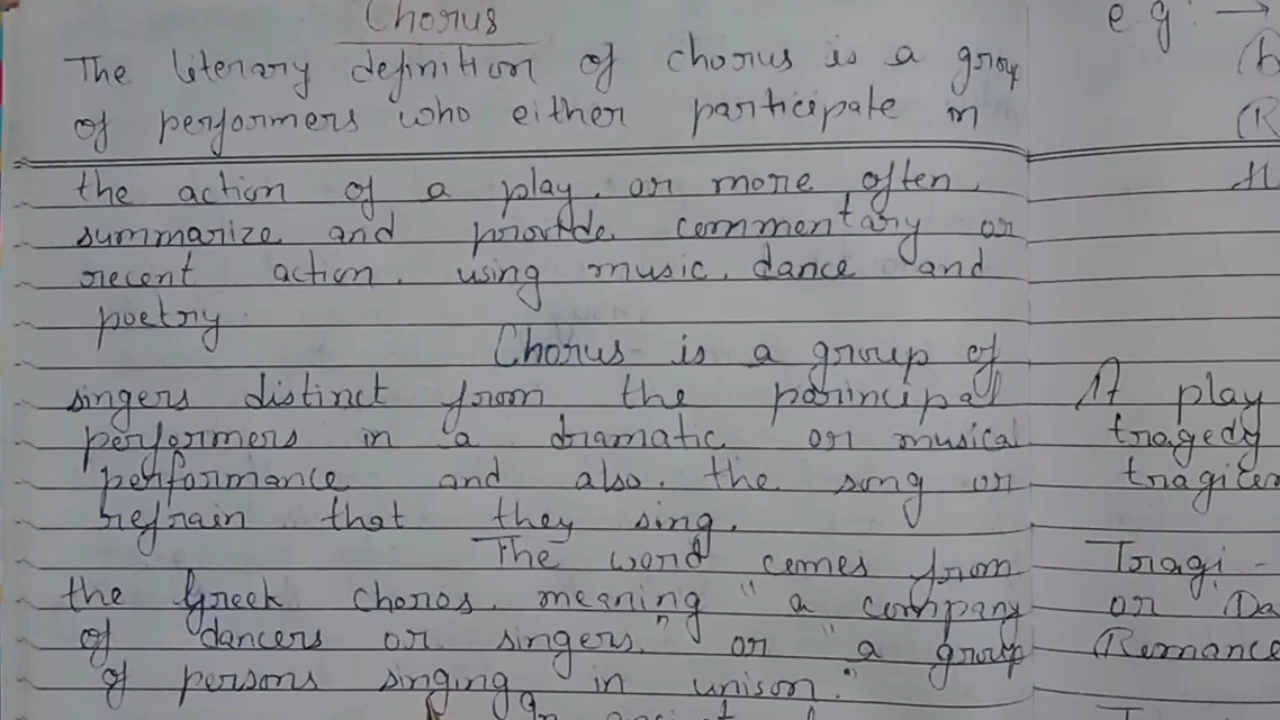 Chorus
The literary definition of chorus is a group
of performers who either participate in
the action of a play. or more often.
summarize and provide commentary or
recent action. using music. dance and
poetry.
Chorus is a group of
singers distinct from the parincipal
performers in a dramatic or musical
performance and also. the song or
refrain that they sing.
The word comes from
the Greek choros. meaning "a company
of dancers or singers." or "a group
of persons singing in unison."
eg. →
(b
(R
H
A play
tragedy
Tragi -
or Da
Romance